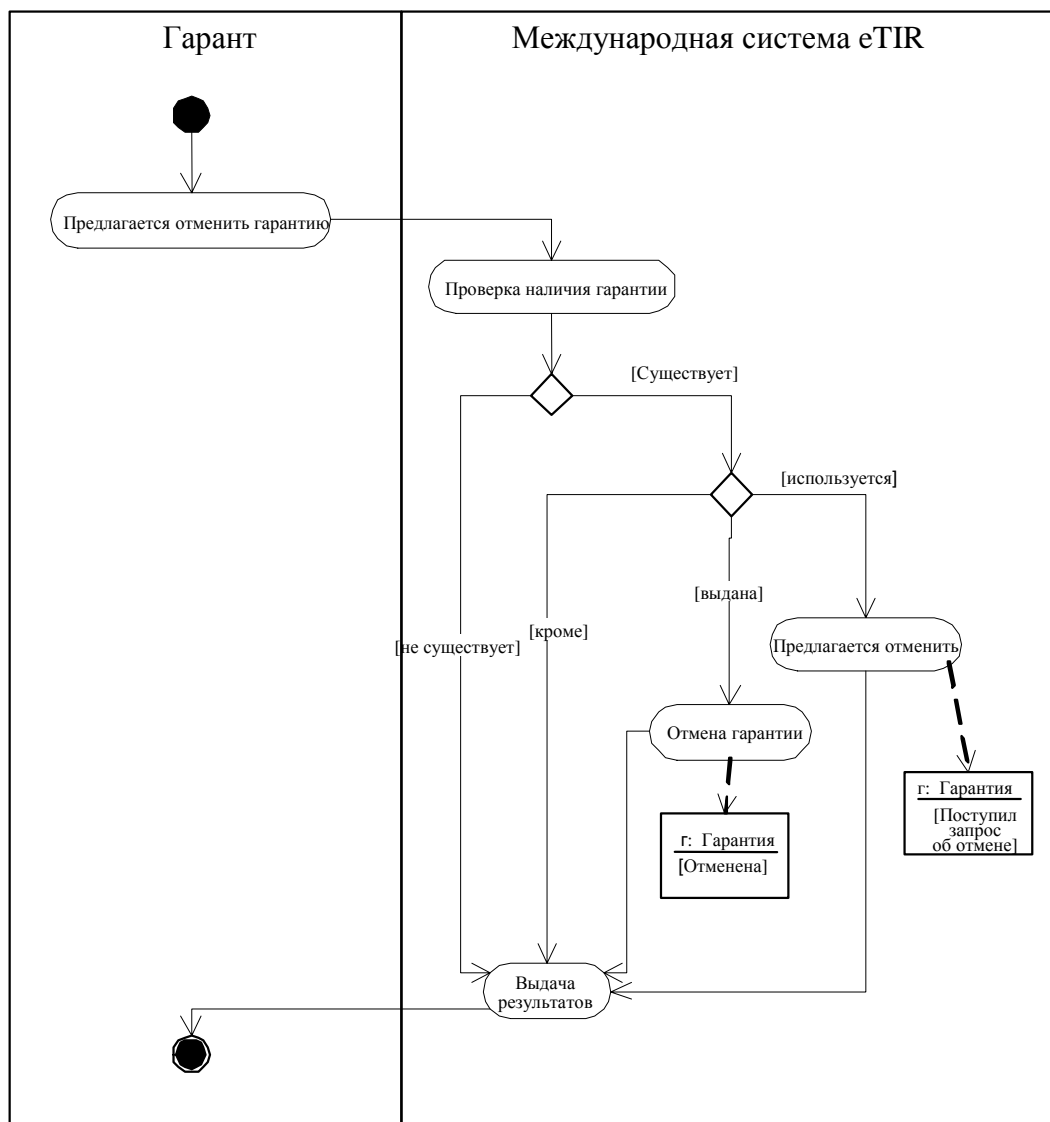 Гарант
Международная система eTIR
Предлагается отменить гарантию
Проверка наличия гарантии
[Существует]
[используется]
[выдана]
[кроме]
[не существует]
Предлагается отменить
Отмена гарантии
г: Гарантия
[Поступил
запрос
об отмене]
г: Гарантия
[Отменена]
Выдача
результатов